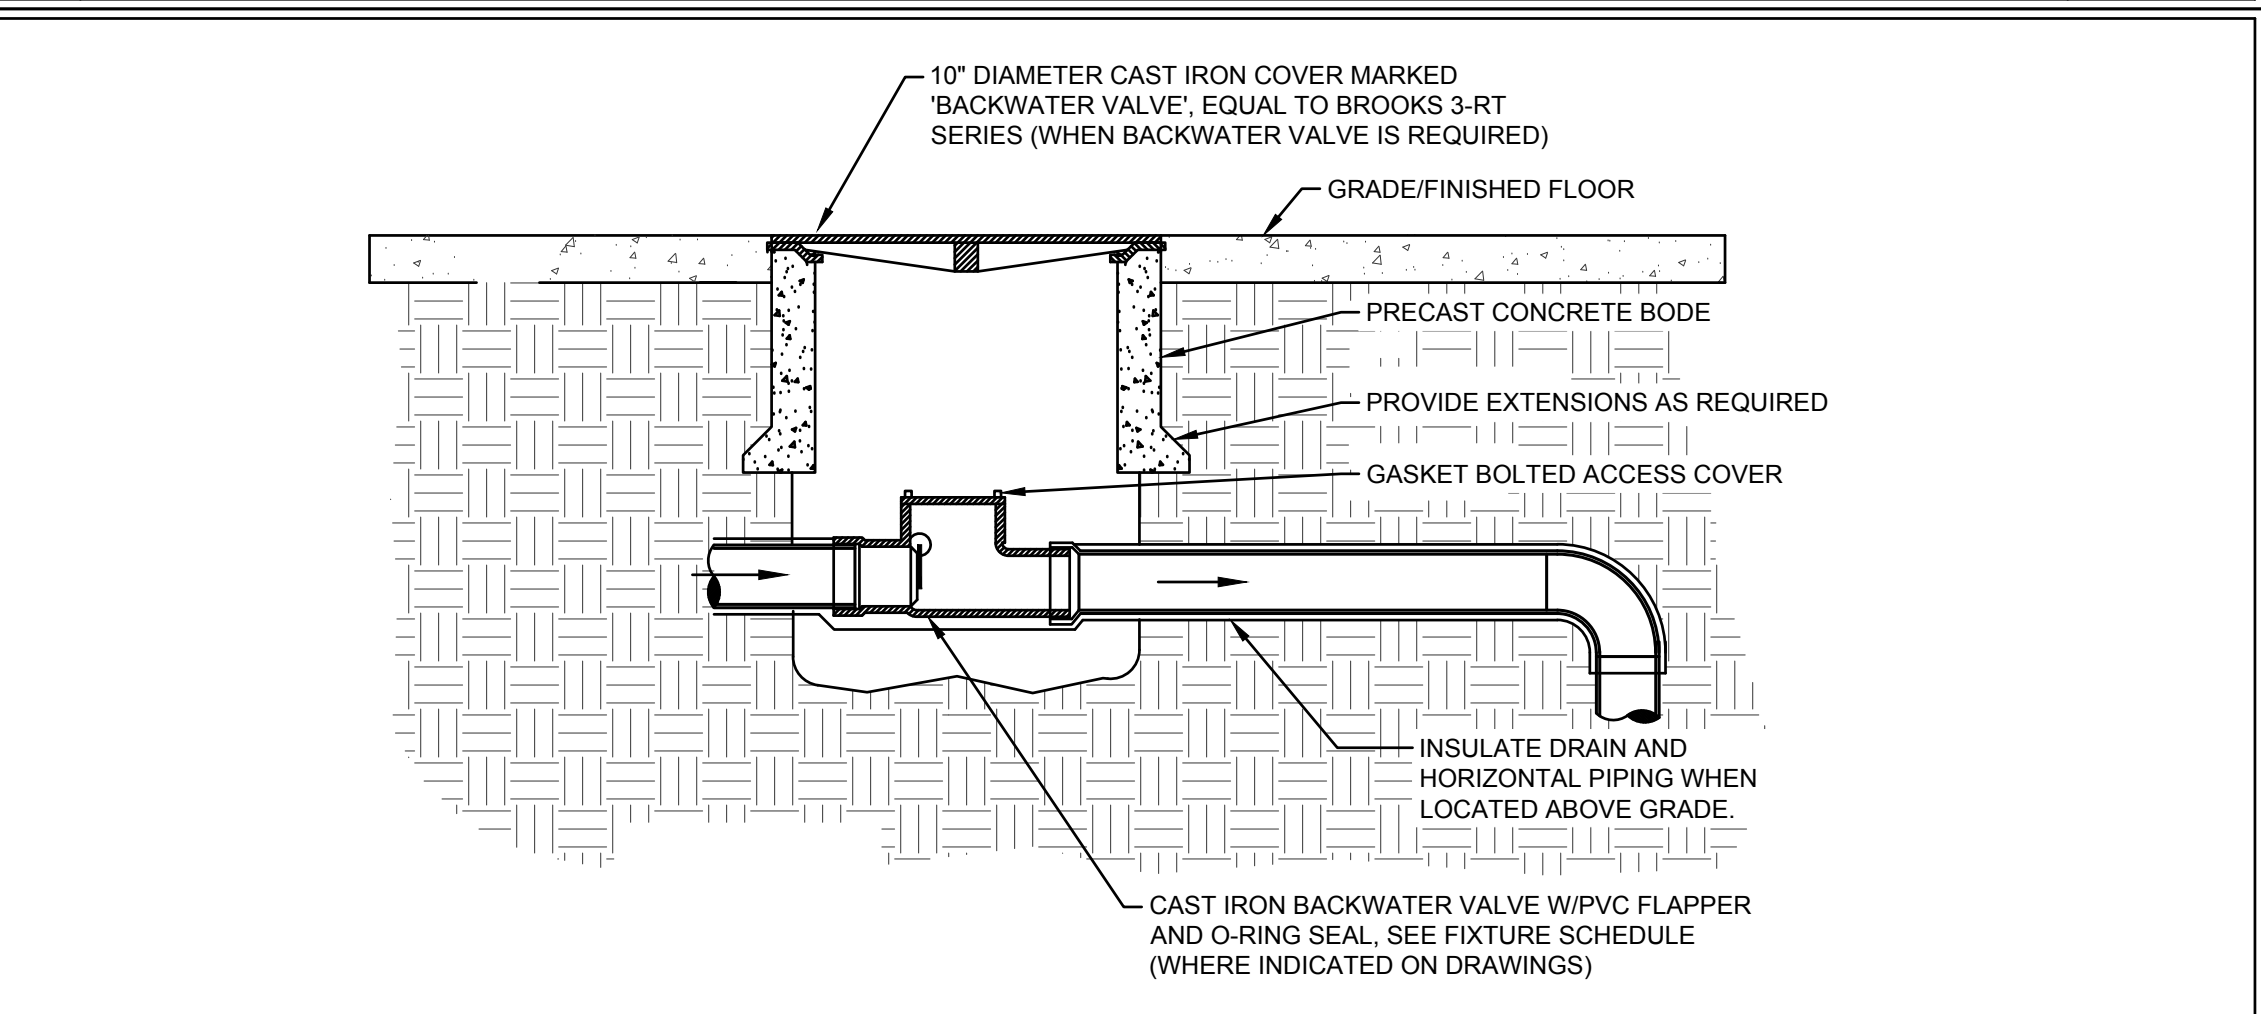 10" DIAMETER CAST IRON COVER MARKED
'BACKWATER VALVE', EQUAL TO BROOKS 3-RT
SERIES (WHEN BACKWATER VALVE IS REQUIRED)
GRADE/FINISHED FLOOR
PRECAST CONCRETE BODE
PROVIDE EXTENSIONS AS REQUIRED
GASKET BOLTED ACCESS COVER
INSULATE DRAIN AND
HORIZONTAL PIPING WHEN
LOCATED ABOVE GRADE.
CAST IRON BACKWATER VALVE W/PVC FLAPPER
AND O-RING SEAL, SEE FIXTURE SCHEDULE
(WHERE INDICATED ON DRAWINGS)